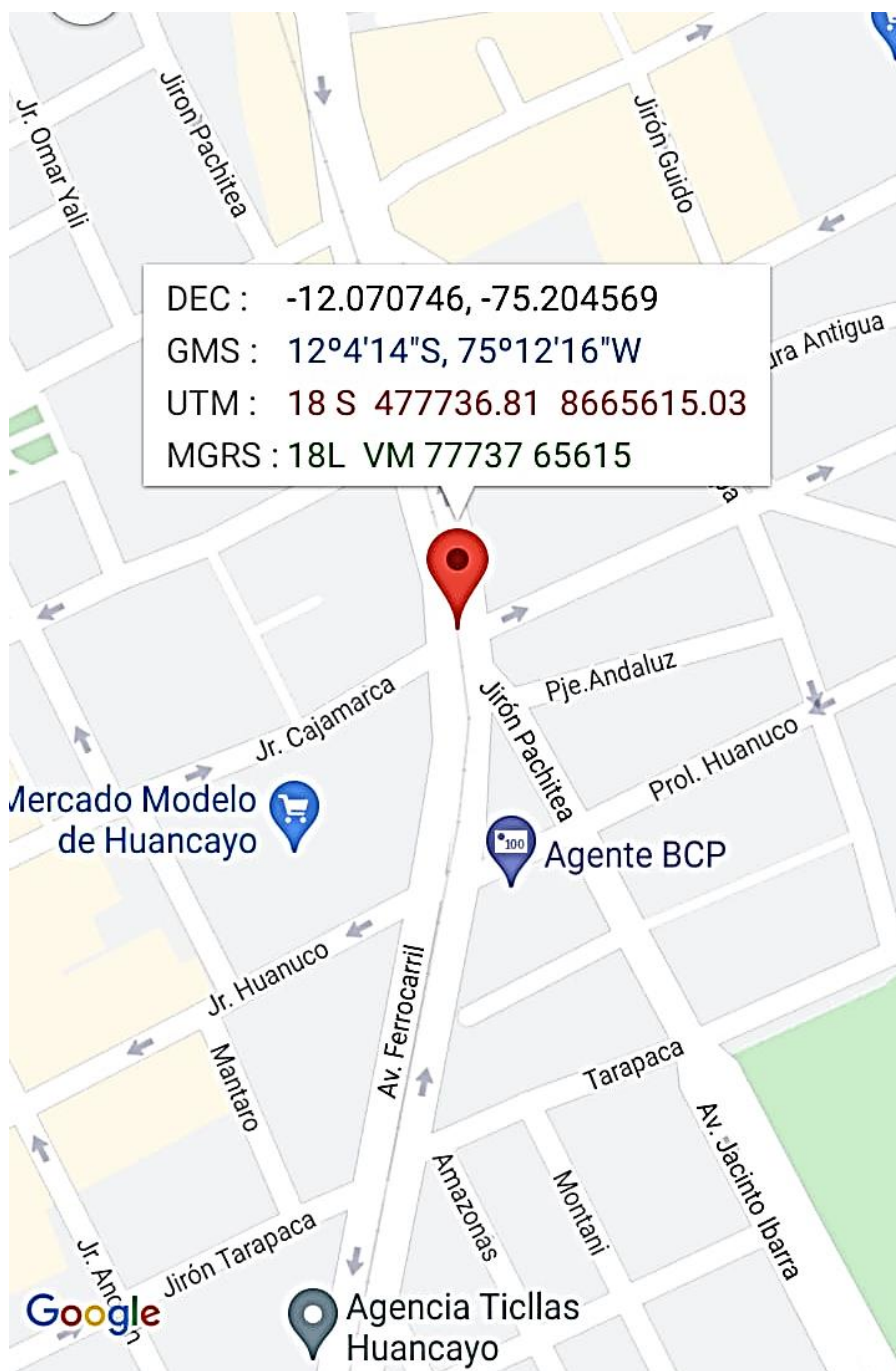 Jr. Omar Yali
Jiron Pachitea
Jirón Guido
DEC : -12.070746, -75.204569
GMS : 12º4'14"S, 75º12'16"W
UTM : 18 S 477736.81 8665615.03
MGRS : 18L VM 77737 65615
Antigua
Pje.Andaluz
Jirón Pachitea
Jr. Cajamarca
Prol. Huanuco
Mercado Modelo
de Huancayo
100
Agente BCP
Jr. Huanuco
Av. Ferrocarril
Mantaro
Tarapaca
Av. Jacinto Ibarra
Amazonas
Montani
Jirón Tarapaca
Jr.
Google
Agencia Ticllas
Huancayo